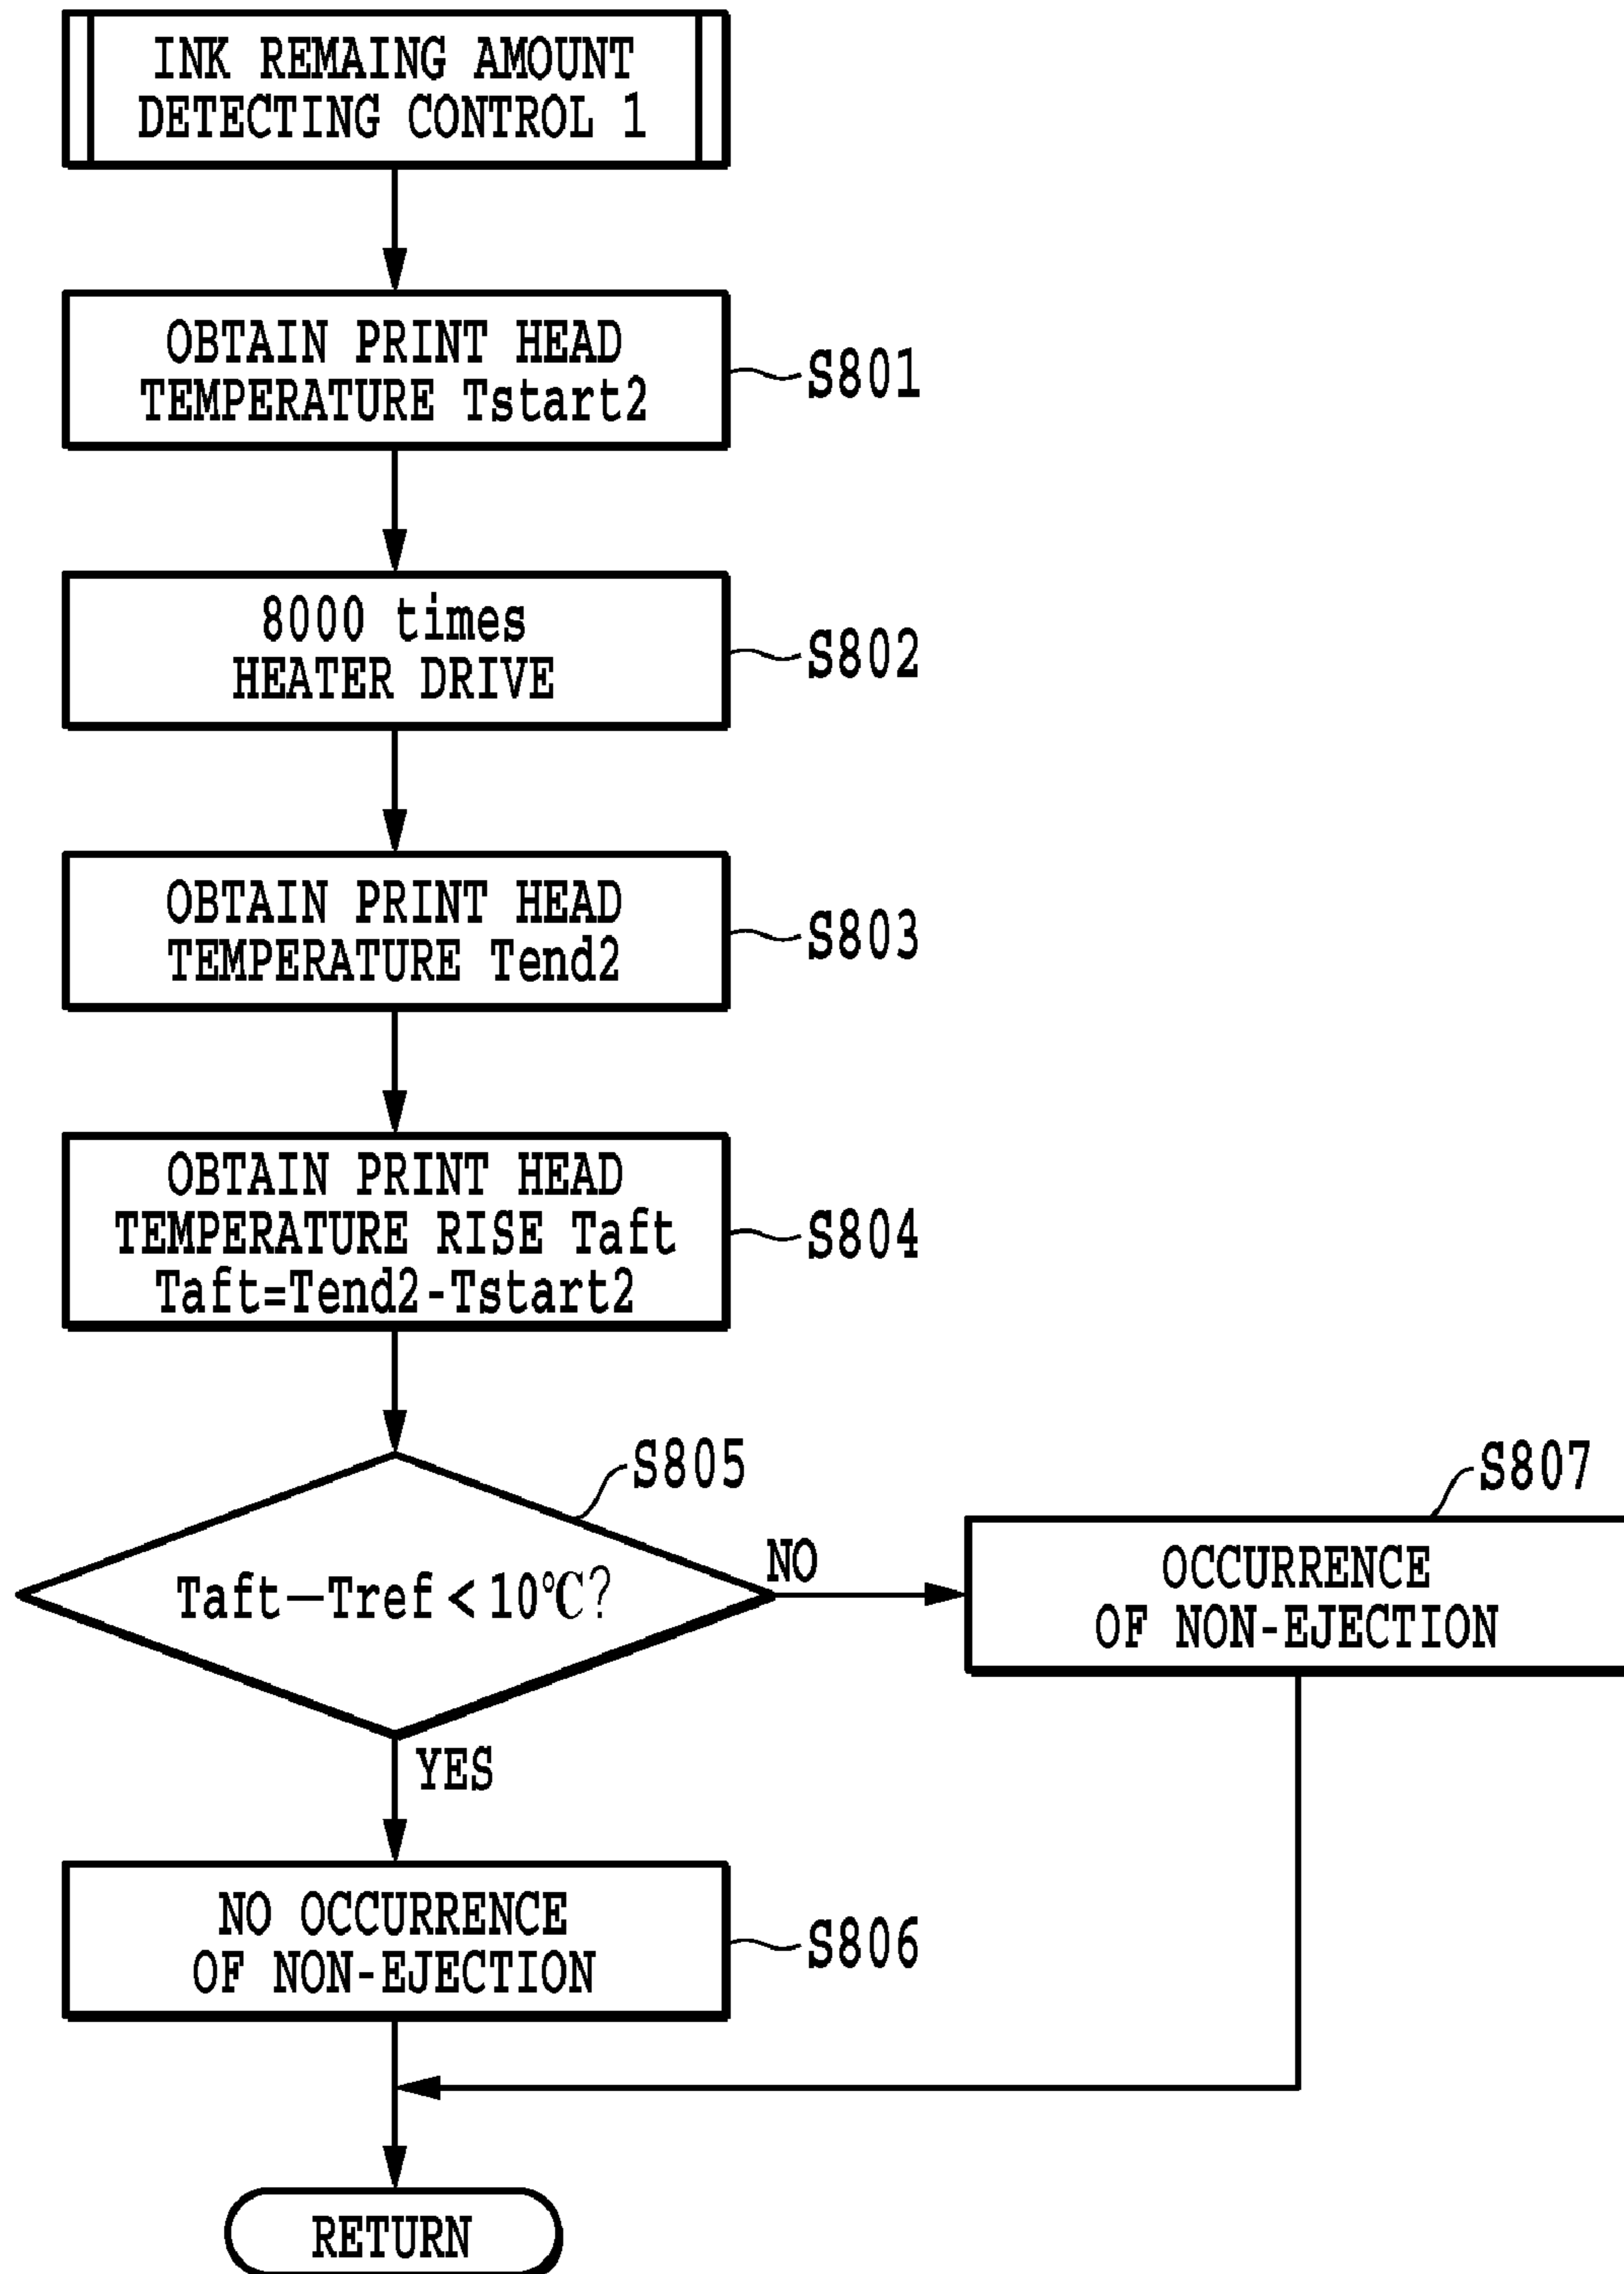 INK REMAING AMOUNT
DETECTING CONTROL 1
OBTAIN PRINT HEAD
TEMPERATURE Tstart2
S801
8000 times
HEATER DRIVE
S802
OBTAIN PRINT HEAD
TEMPERATURE Tend2
S803
OBTAIN PRINT HEAD
TEMPERATURE RISE Taft
Taft=Tend2-Tstart2
S804
S805
Taft—Tref < 10℃?
NO
S807
OCCURRENCE
OF NON-EJECTION
YES
NO OCCURRENCE
OF NON-EJECTION
S806
RETURN